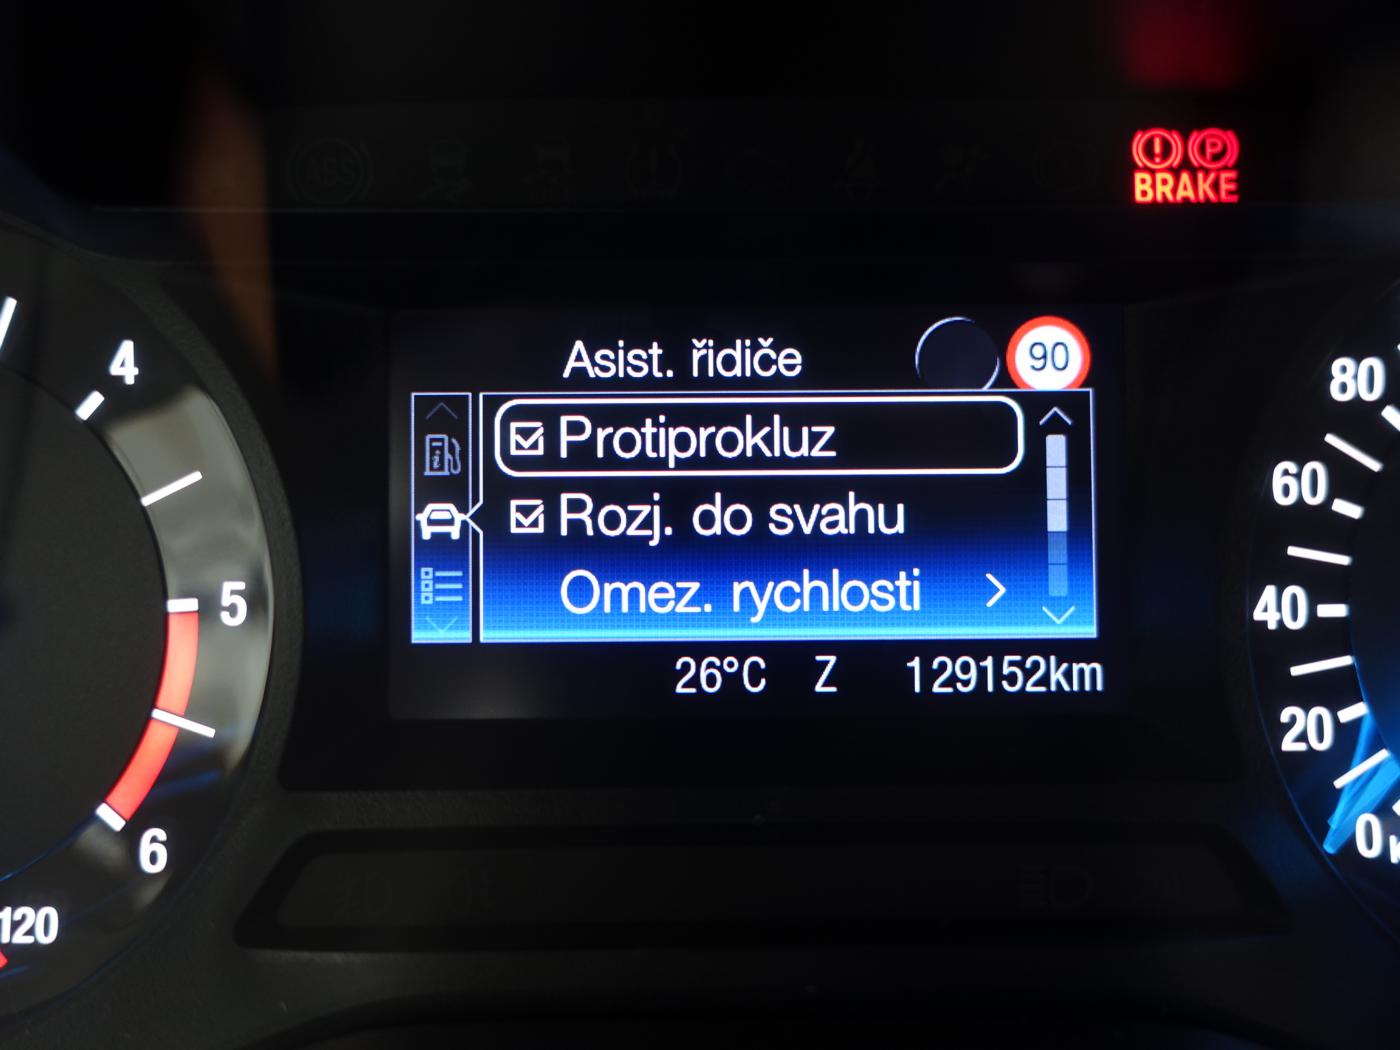 ABS
BRAKE
Asist. řidiče
90
Protiprokluz
Rozj. do svahu
Omez. rychlosti
26°C Z 129152km
4
5
6
120
80
60
40
20
0